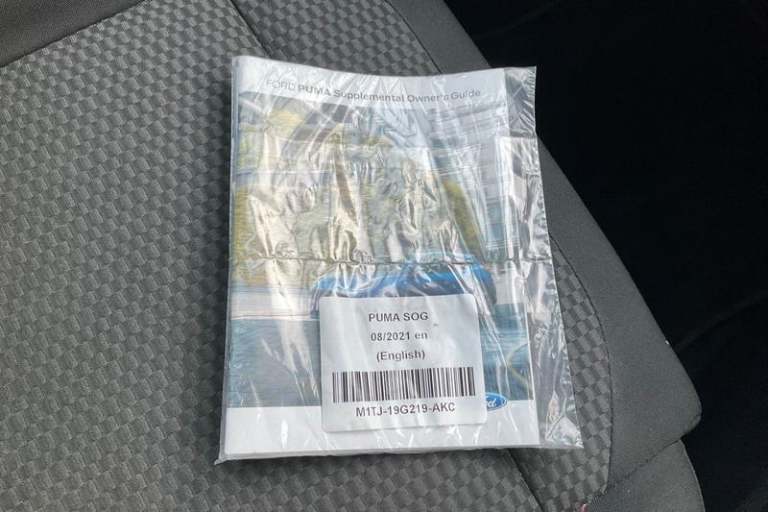 FORD PUMA Supplemental Owner's Guide
PUMA SOG
08/2021 en
(English)
M1TJ-19G219-AKC